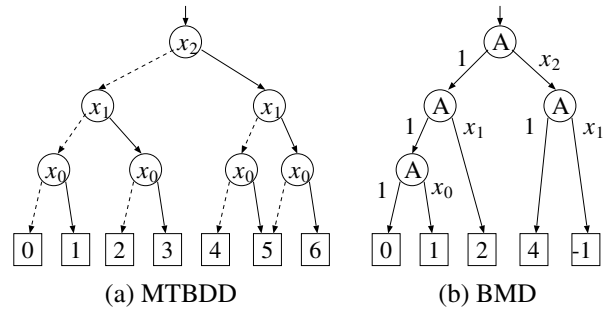 x₂ A
1 x₂
x₁ x₁ A A
1 x₁ 1 x₁
x₀ x₀ x₀ x₀ A
1 x₀
0 1 2 3 4 5 6 0 1 2 4 -1
(a) MTBDD (b) BMD